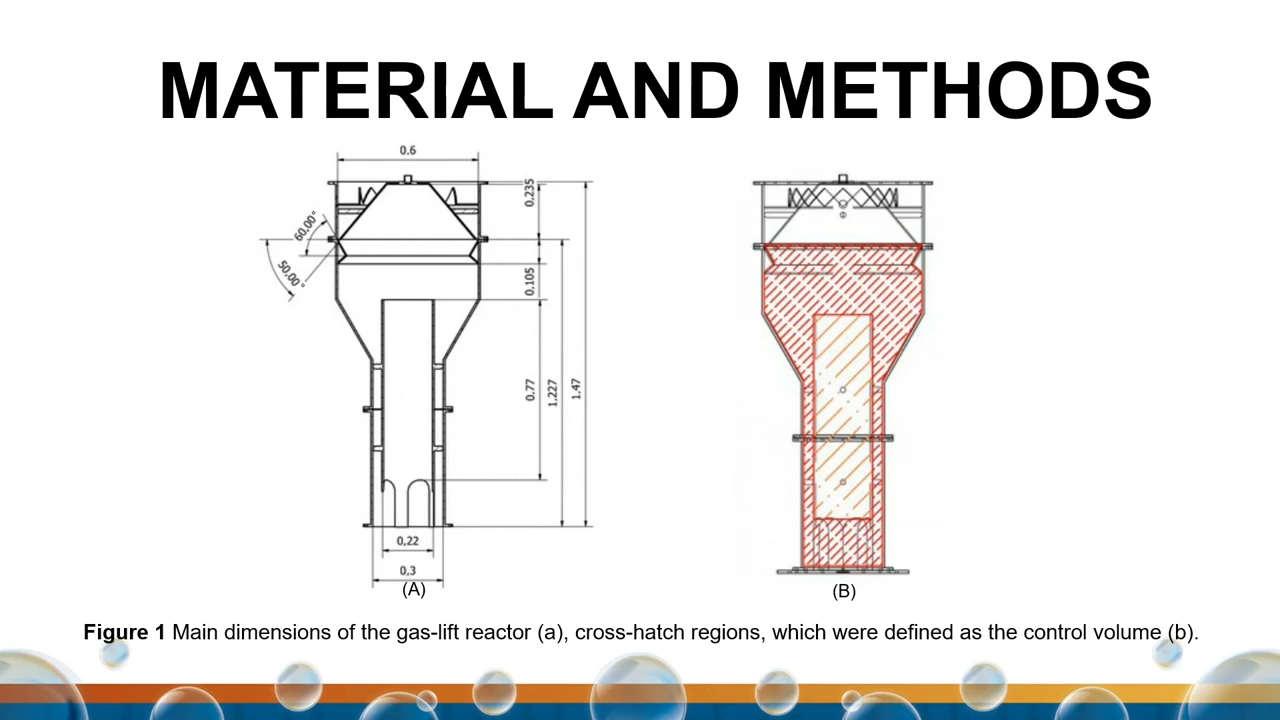 MATERIAL AND METHODS
0.6
0,235
60,00°
50,00°
0.105
0.77
1.227
1.47
0,22
0,3
(A)
(B)
Figure 1 Main dimensions of the gas-lift reactor (a), cross-hatch regions, which were defined as the control volume (b).